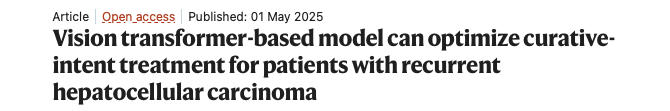 Article Open access Published: 01 May 2025
Vision transformer-based model can optimize curative-
intent treatment for patients with recurrent
hepatocellular carcinoma